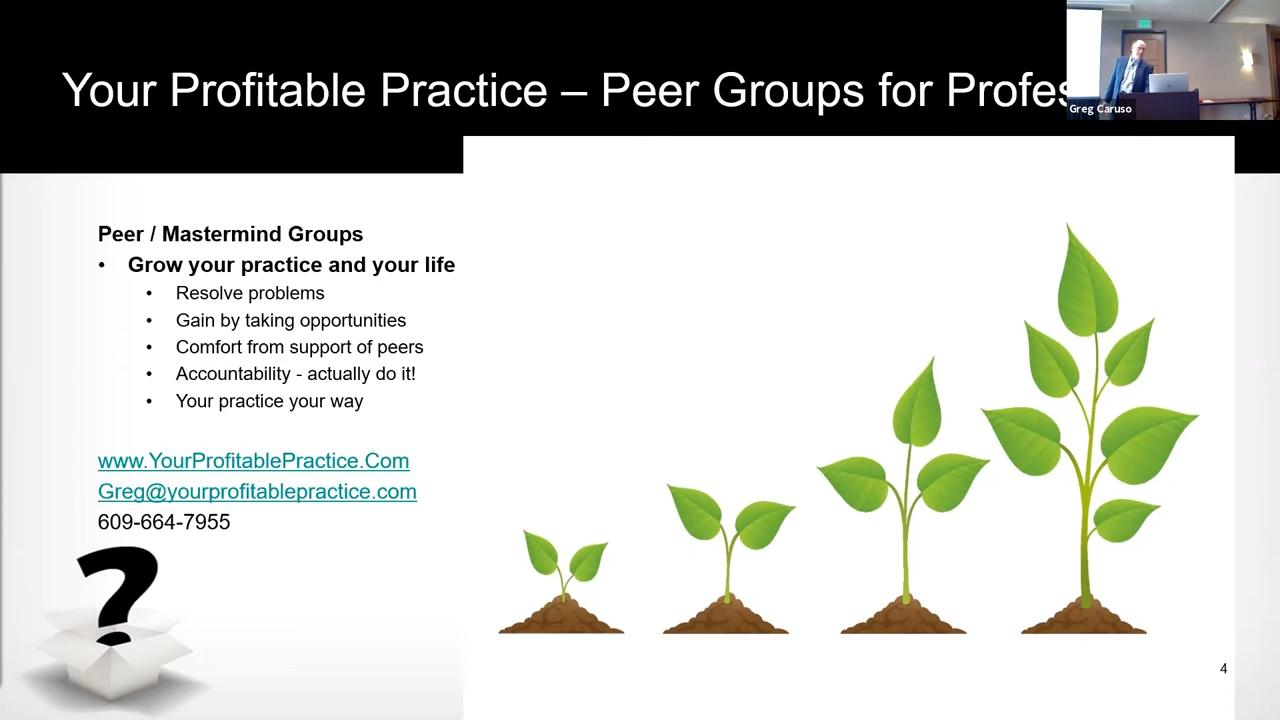 Your Profitable Practice – Peer Groups for Profes
Greg Caruso
Peer / Mastermind Groups
• Grow your practice and your life
• Resolve problems
• Gain by taking opportunities
• Comfort from support of peers
• Accountability - actually do it!
• Your practice your way
www.YourProfitablePractice.Com
Greg@yourprofitablepractice.com
609-664-7955
?
4